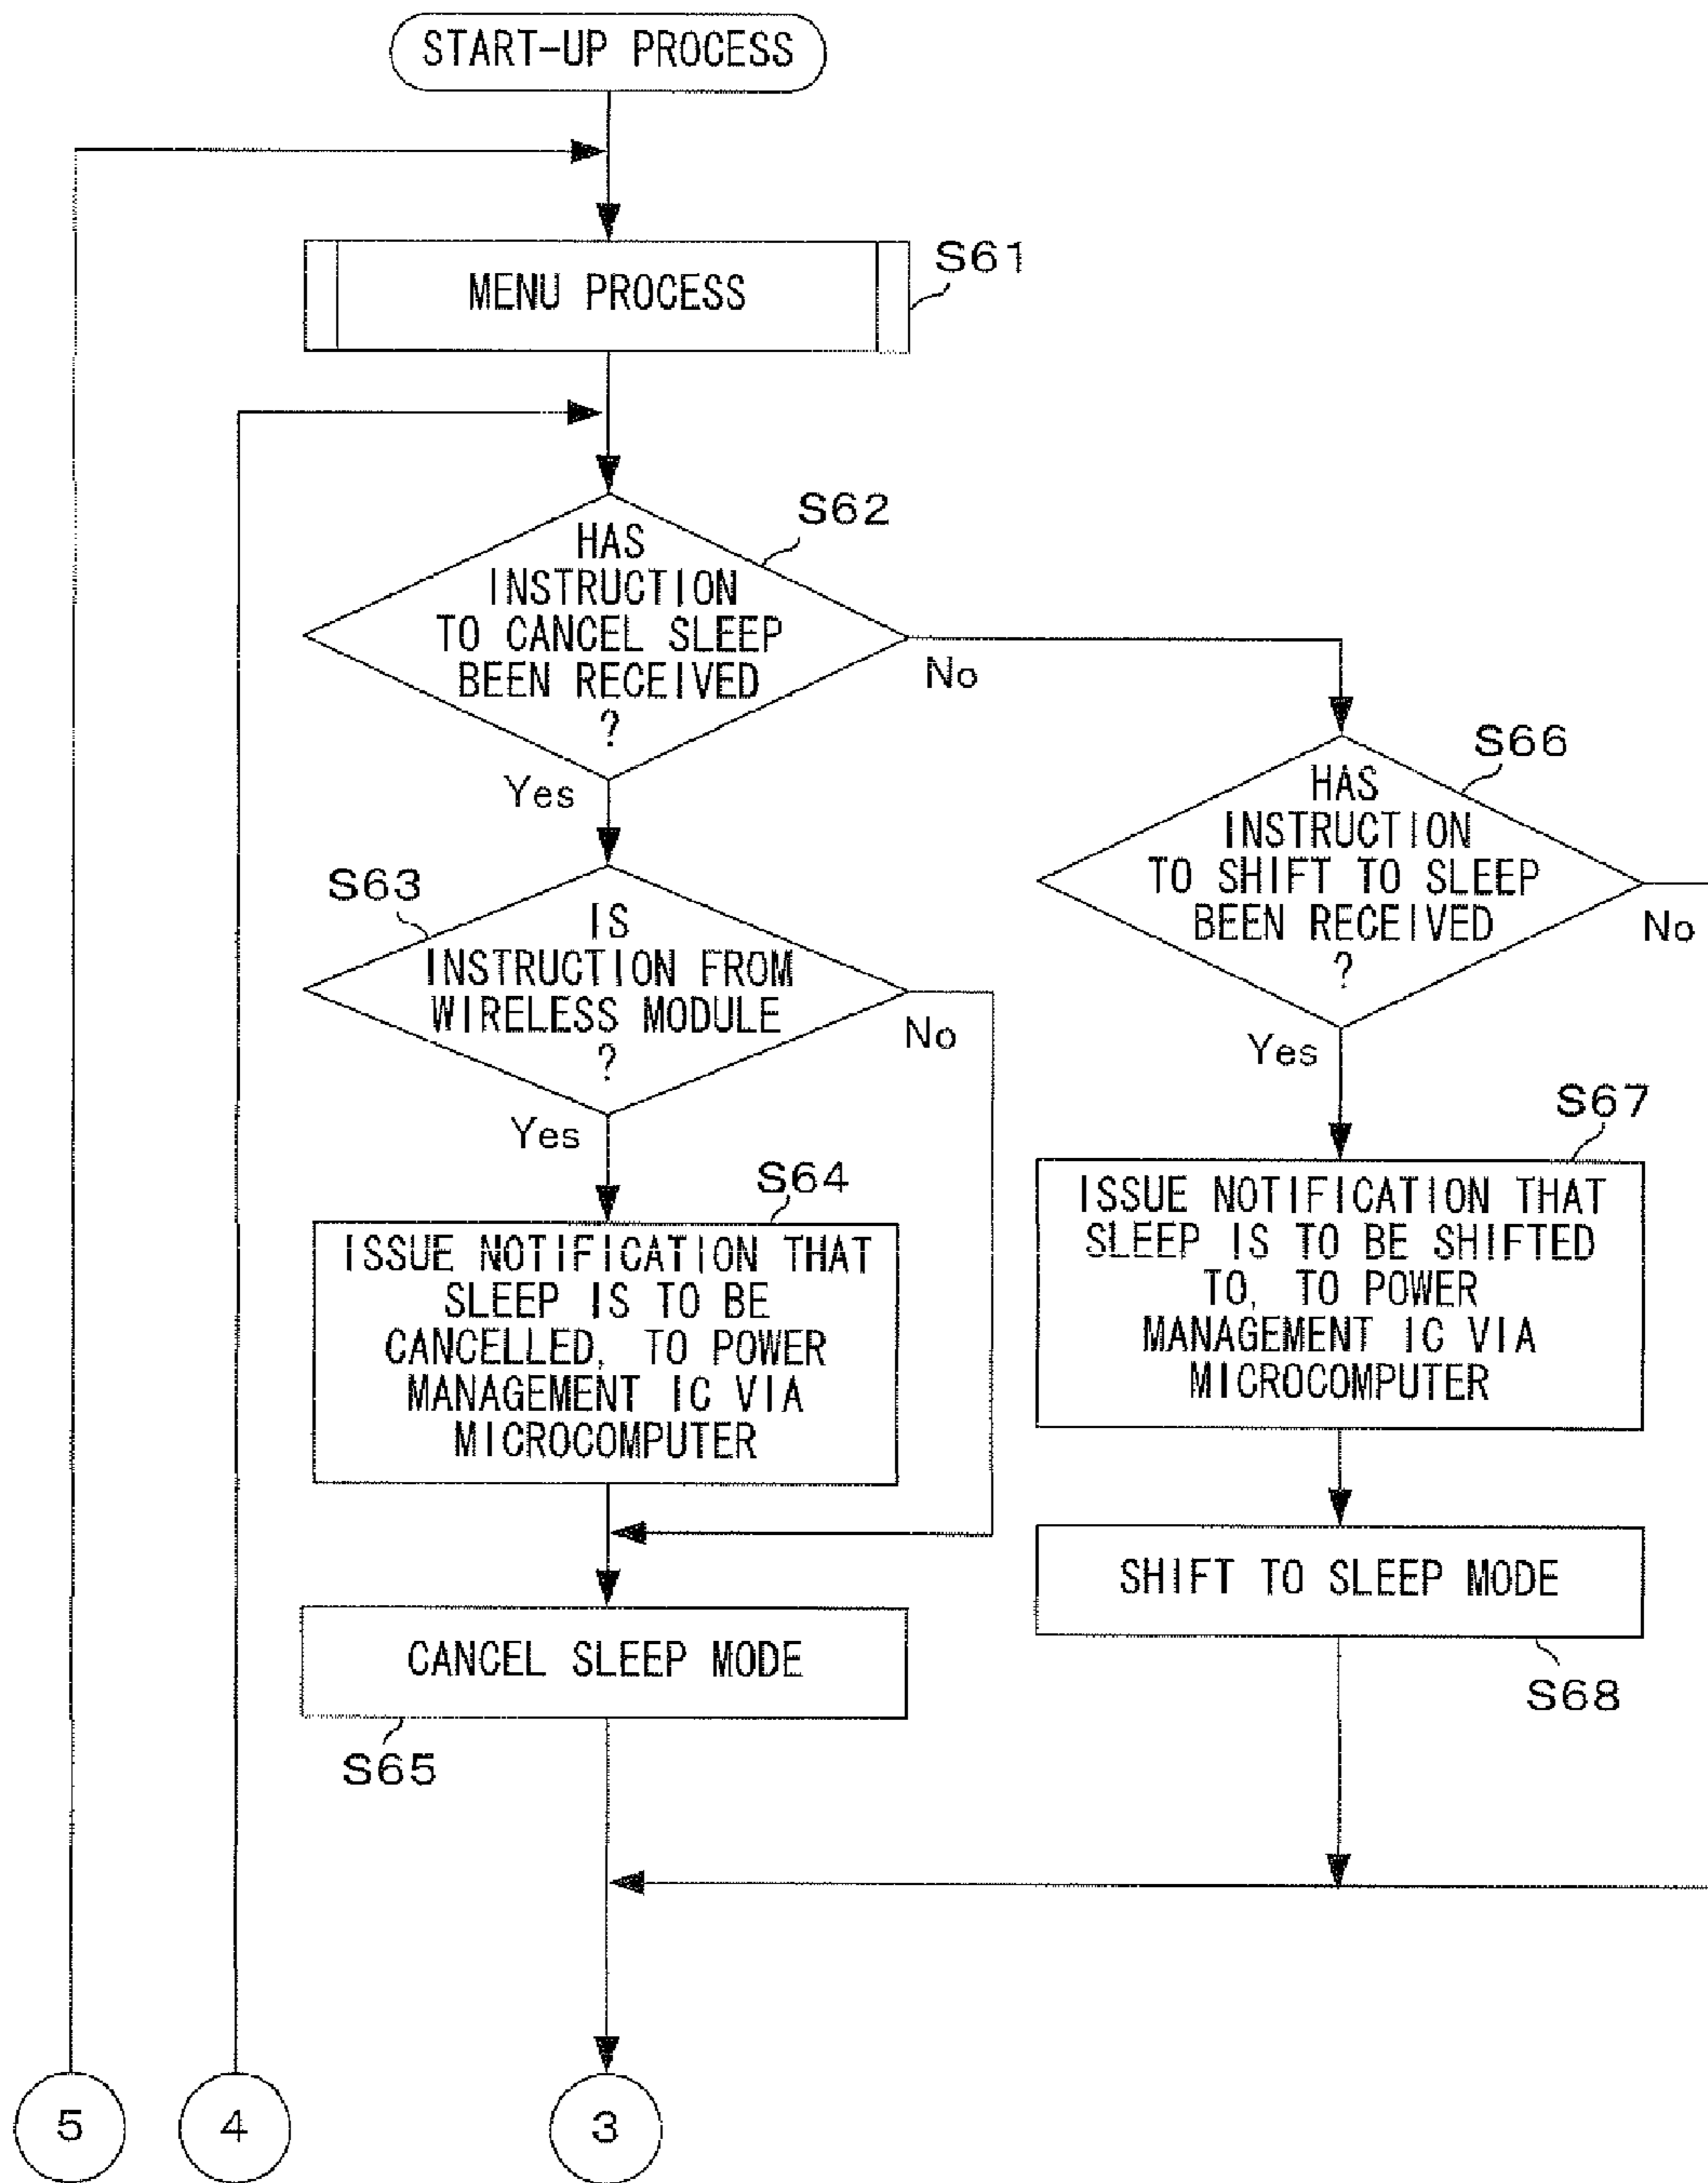 START-UP PROCESS
S61
MENU PROCESS
S62
HAS
INSTRUCTION
TO CANCEL SLEEP
BEEN RECEIVED
?
No
Yes
S66
HAS
INSTRUCTION
TO SHIFT TO SLEEP
BEEN RECEIVED
?
No
Yes
S63
IS
INSTRUCTION FROM
WIRELESS MODULE
?
No
Yes
S64
ISSUE NOTIFICATION THAT
SLEEP IS TO BE
CANCELLED, TO POWER
MANAGEMENT IC VIA
MICROCOMPUTER
S67
ISSUE NOTIFICATION THAT
SLEEP IS TO BE SHIFTED
TO, TO POWER
MANAGEMENT IC VIA
MICROCOMPUTER
CANCEL SLEEP MODE
S65
SHIFT TO SLEEP MODE
S68
5
4
3